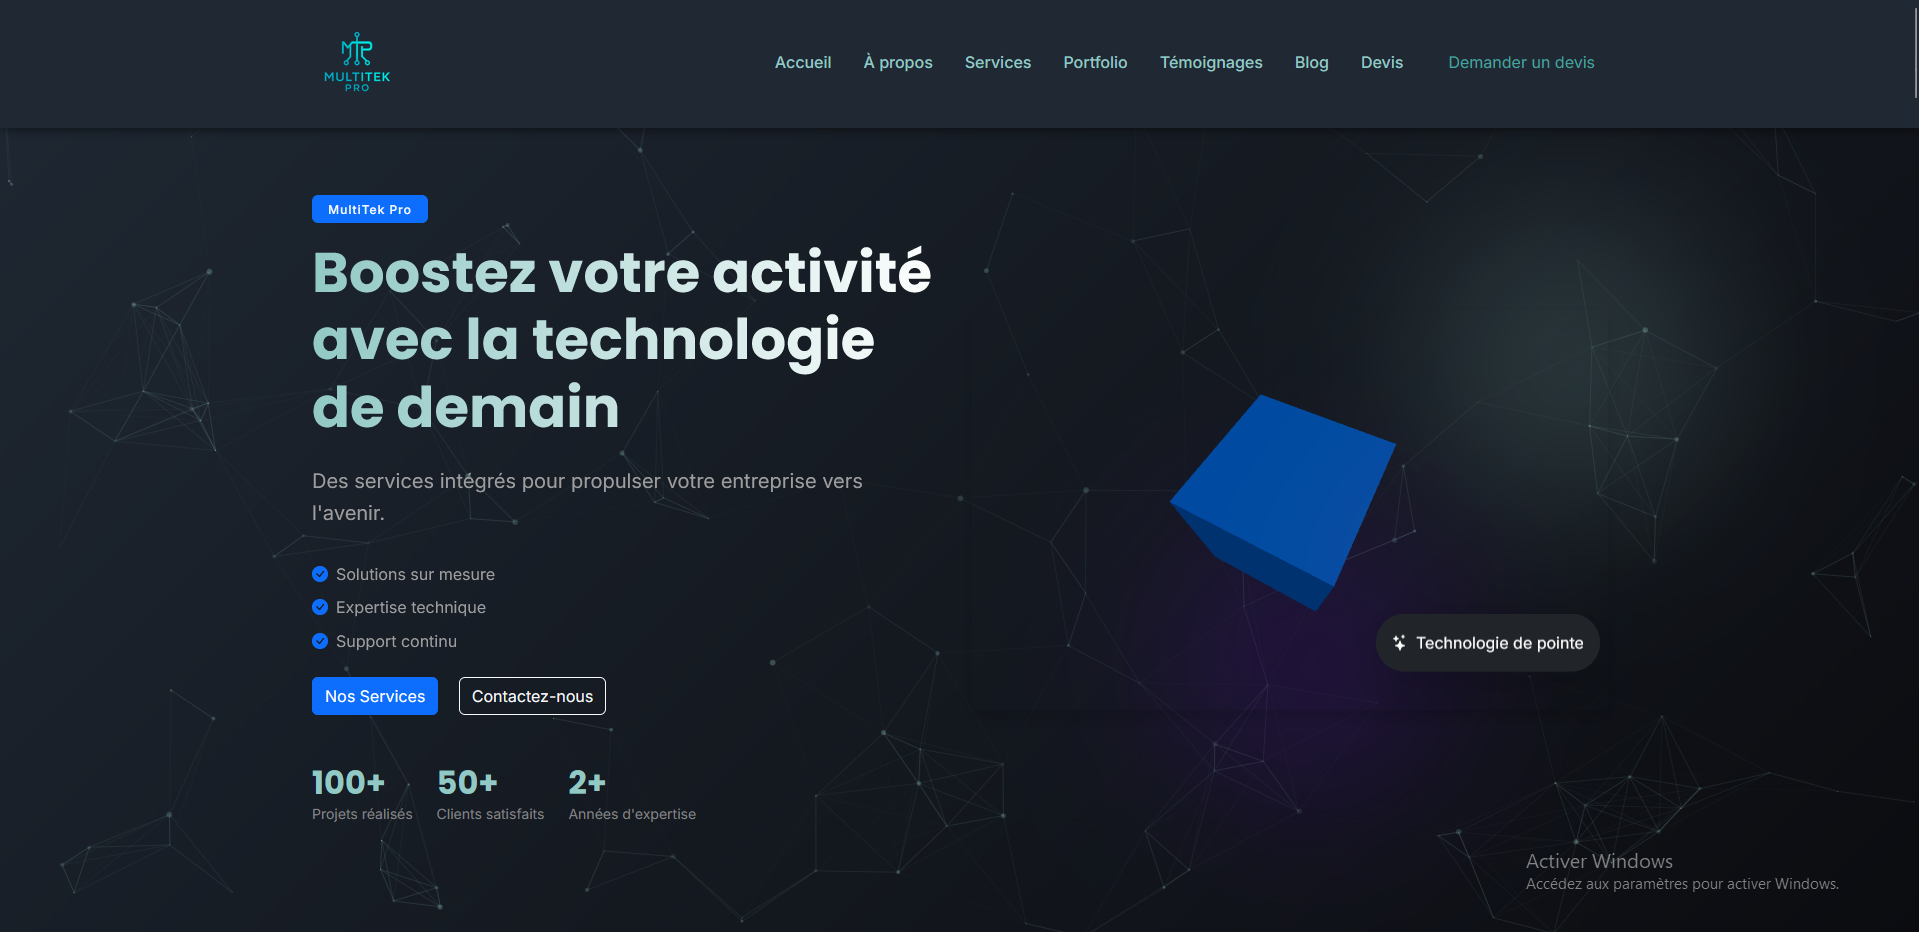 MTP
MULTITEK
PRO
Accueil À propos Services Portfolio Témoignages Blog Devis Demander un devis
MultiTek Pro
Boostez votre activité
avec la technologie
de demain
Des services intégrés pour propulser votre entreprise vers
l'avenir.
Solutions sur mesure
Expertise technique
Support continu
Nos Services Contactez-nous
Technologie de pointe
100+ 50+ 2+
Projets réalisés Clients satisfaits Années d'expertise
Activer Windows
Accédez aux paramètres pour activer Windows.